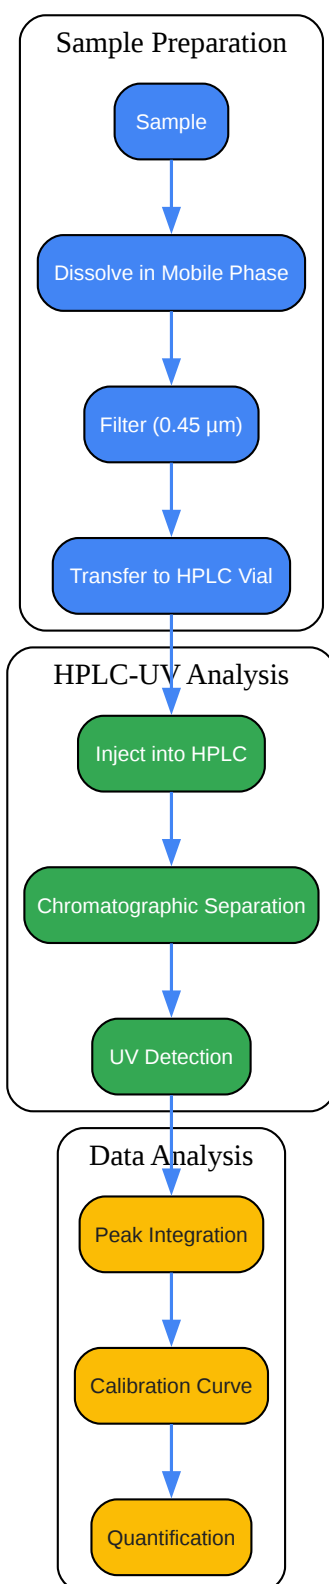 Sample Preparation
Sample
Dissolve in Mobile Phase
Filter (0.45 µm)
Transfer to HPLC Vial
HPLC-UV Analysis
Inject into HPLC
Chromatographic Separation
UV Detection
Data Analysis
Peak Integration
Calibration Curve
Quantification